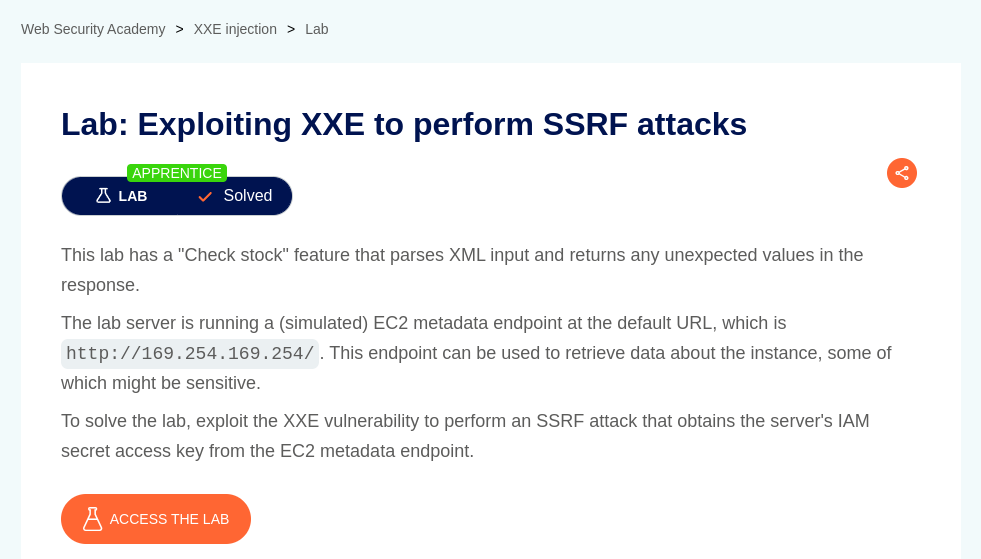 Web Security Academy > XXE injection > Lab
Lab: Exploiting XXE to perform SSRF attacks
APPRENTICE
LAB Solved
This lab has a "Check stock" feature that parses XML input and returns any unexpected values in the
response.
The lab server is running a (simulated) EC2 metadata endpoint at the default URL, which is
http://169.254.169.254/. This endpoint can be used to retrieve data about the instance, some of
which might be sensitive.
To solve the lab, exploit the XXE vulnerability to perform an SSRF attack that obtains the server's IAM
secret access key from the EC2 metadata endpoint.
ACCESS THE LAB